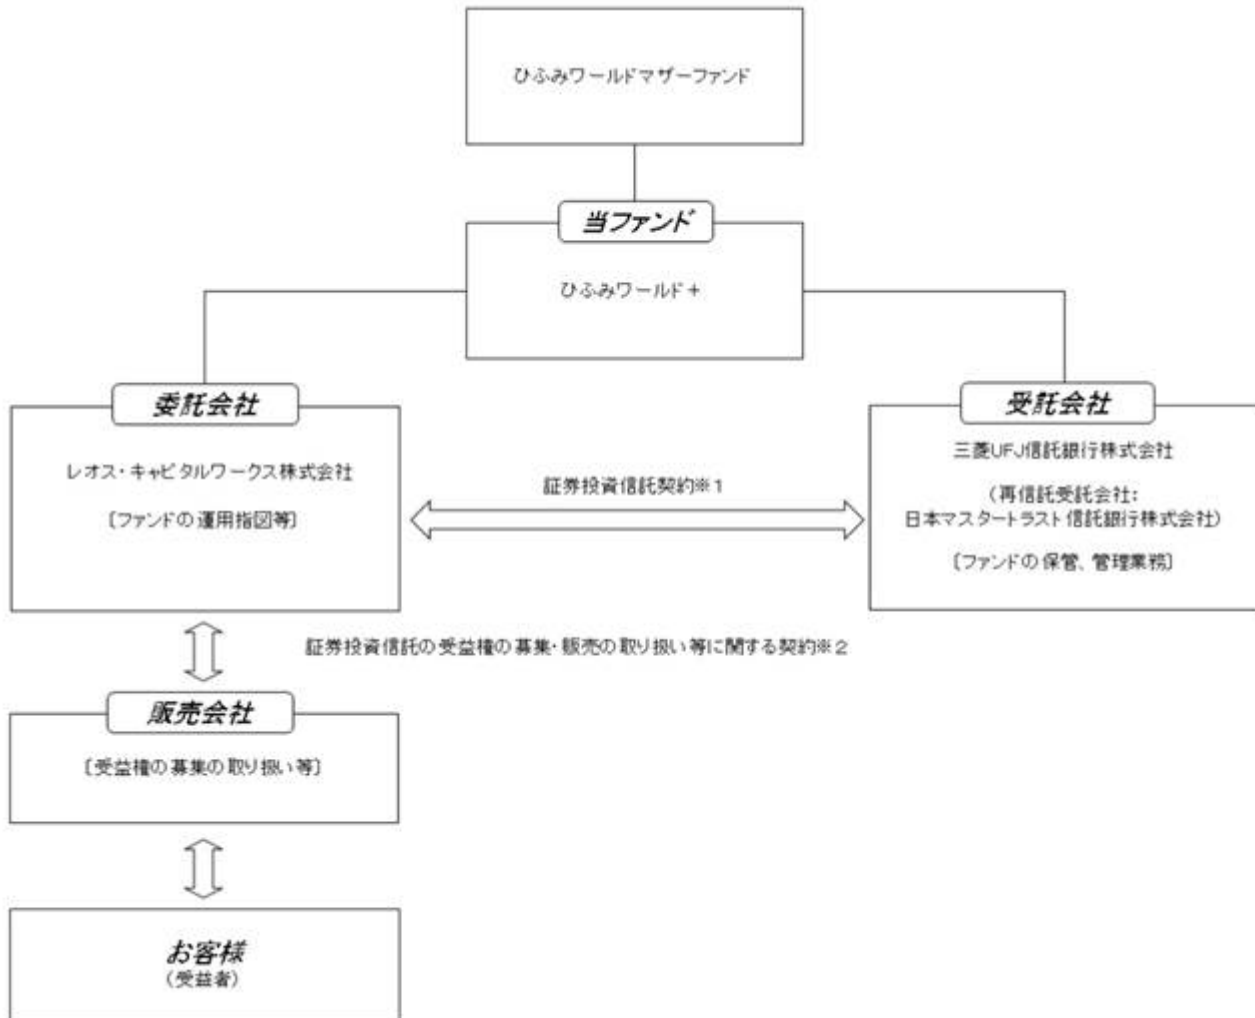 ひふみワールドマザーファンド
当ファンド
ひふみワールド＋
委託会社
レオス・キャピタルワークス株式会社
〔ファンドの運用指図等〕
証券投資信託契約※１
受託会社
三菱UFJ信託銀行株式会社
（再信託受託会社：
日本マスタートラスト信託銀行株式会社）
〔ファンドの保管、管理業務〕
証券投資信託の受益権の募集・販売の取り扱い等に関する契約※２
販売会社
〔受益権の募集の取り扱い等〕
お客様
（受益者）